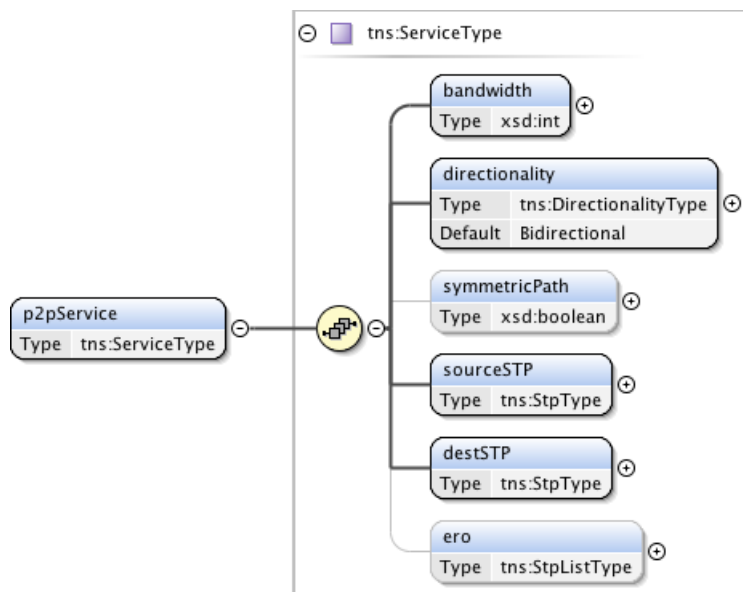 tns:ServiceType
bandwidth
Type xsd:int
directionality
Type tns:DirectionalityType
Default Bidirectional
symmetricPath
Type xsd:boolean
p2pService
Type tns:ServiceType
sourceSTP
Type tns:StpType
destSTP
Type tns:StpType
ero
Type tns:StpListType